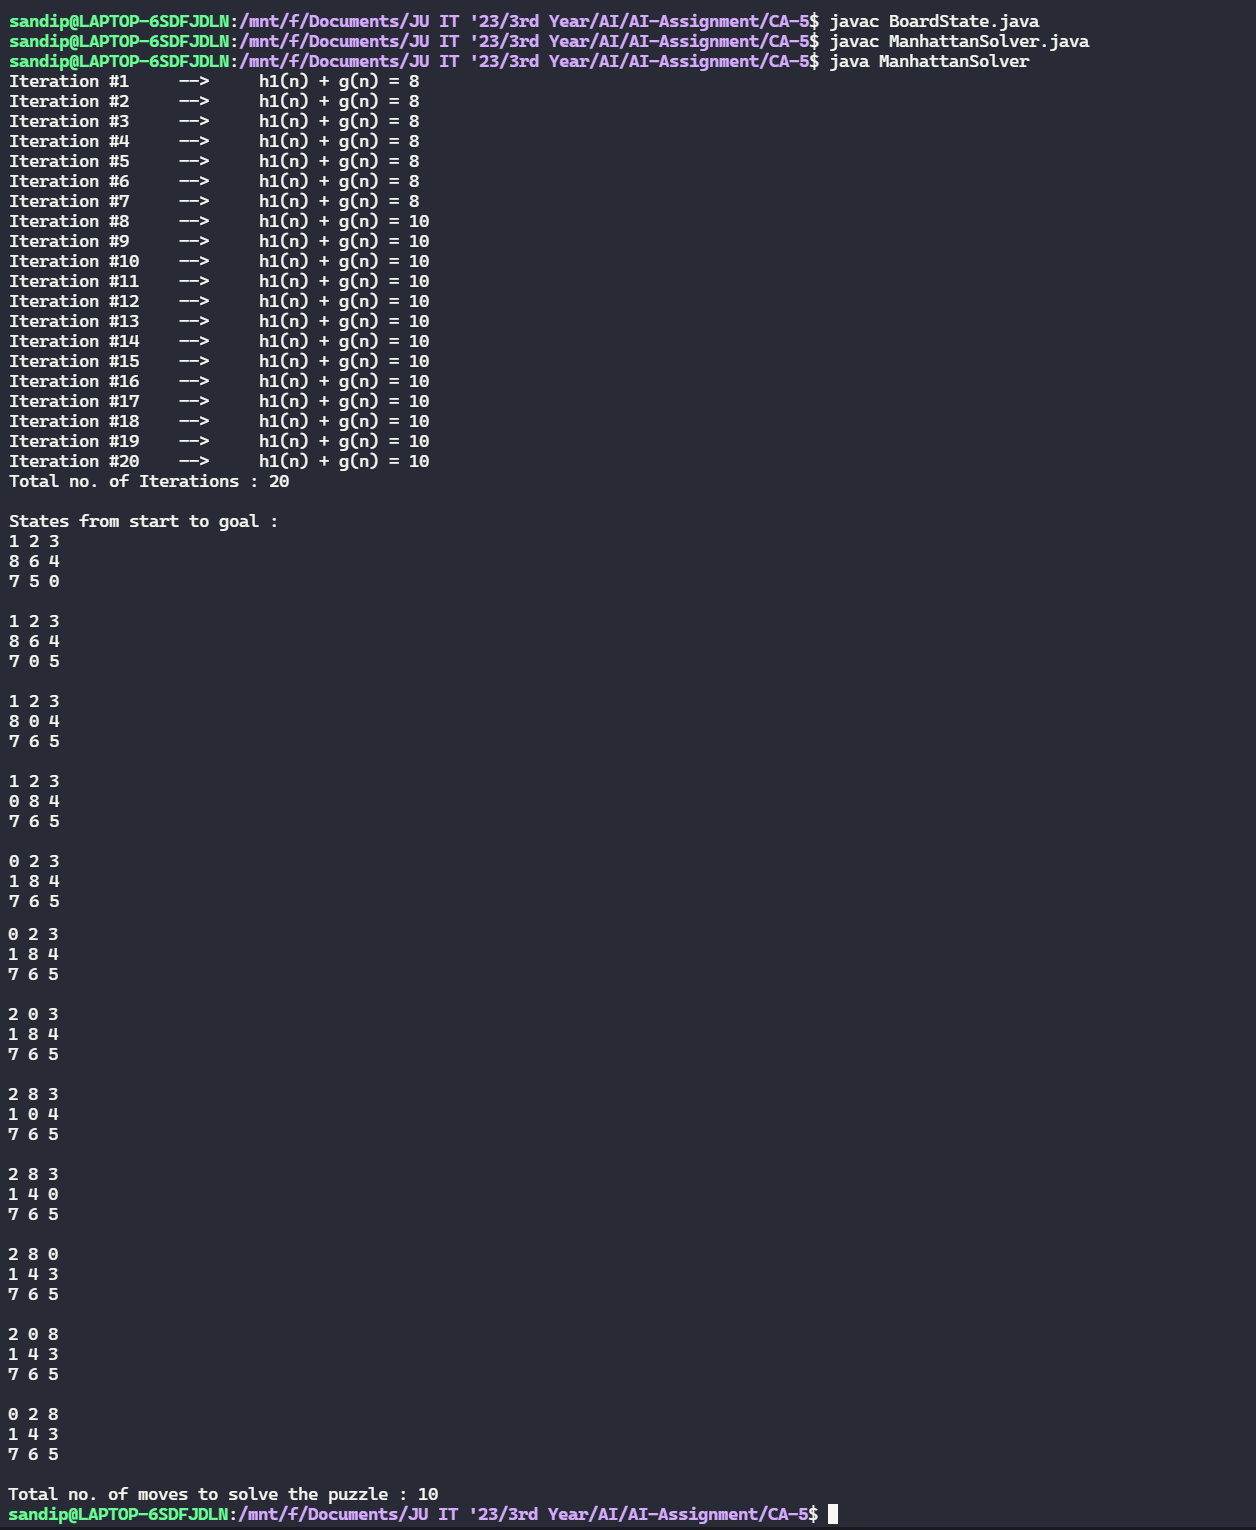 sandip@LAPTOP-6SDFJDLN:/mnt/f/Documents/JU IT '23/3rd Year/AI/AI-Assignment/CA-5$ javac BoardState.java
sandip@LAPTOP-6SDFJDLN:/mnt/f/Documents/JU IT '23/3rd Year/AI/AI-Assignment/CA-5$ javac ManhattanSolver.java
sandip@LAPTOP-6SDFJDLN:/mnt/f/Documents/JU IT '23/3rd Year/AI/AI-Assignment/CA-5$ java ManhattanSolver
Iteration #1     -->     h1(n) + g(n) = 8
Iteration #2     -->     h1(n) + g(n) = 8
Iteration #3     -->     h1(n) + g(n) = 8
Iteration #4     -->     h1(n) + g(n) = 8
Iteration #5     -->     h1(n) + g(n) = 8
Iteration #6     -->     h1(n) + g(n) = 8
Iteration #7     -->     h1(n) + g(n) = 8
Iteration #8     -->     h1(n) + g(n) = 10
Iteration #9     -->     h1(n) + g(n) = 10
Iteration #10    -->     h1(n) + g(n) = 10
Iteration #11    -->     h1(n) + g(n) = 10
Iteration #12    -->     h1(n) + g(n) = 10
Iteration #13    -->     h1(n) + g(n) = 10
Iteration #14    -->     h1(n) + g(n) = 10
Iteration #15    -->     h1(n) + g(n) = 10
Iteration #16    -->     h1(n) + g(n) = 10
Iteration #17    -->     h1(n) + g(n) = 10
Iteration #18    -->     h1(n) + g(n) = 10
Iteration #19    -->     h1(n) + g(n) = 10
Iteration #20    -->     h1(n) + g(n) = 10
Total no. of Iterations : 20

States from start to goal :
1 2 3
8 6 4
7 5 0

1 2 3
8 6 4
7 0 5

1 2 3
8 0 4
7 6 5

1 2 3
0 8 4
7 6 5

0 2 3
1 8 4
7 6 5

0 2 3
1 8 4
7 6 5

2 0 3
1 8 4
7 6 5

2 8 3
1 0 4
7 6 5

2 8 3
1 4 0
7 6 5

2 8 0
1 4 3
7 6 5

2 0 8
1 4 3
7 6 5

0 2 8
1 4 3
7 6 5

Total no. of moves to solve the puzzle : 10
sandip@LAPTOP-6SDFJDLN:/mnt/f/Documents/JU IT '23/3rd Year/AI/AI-Assignment/CA-5$